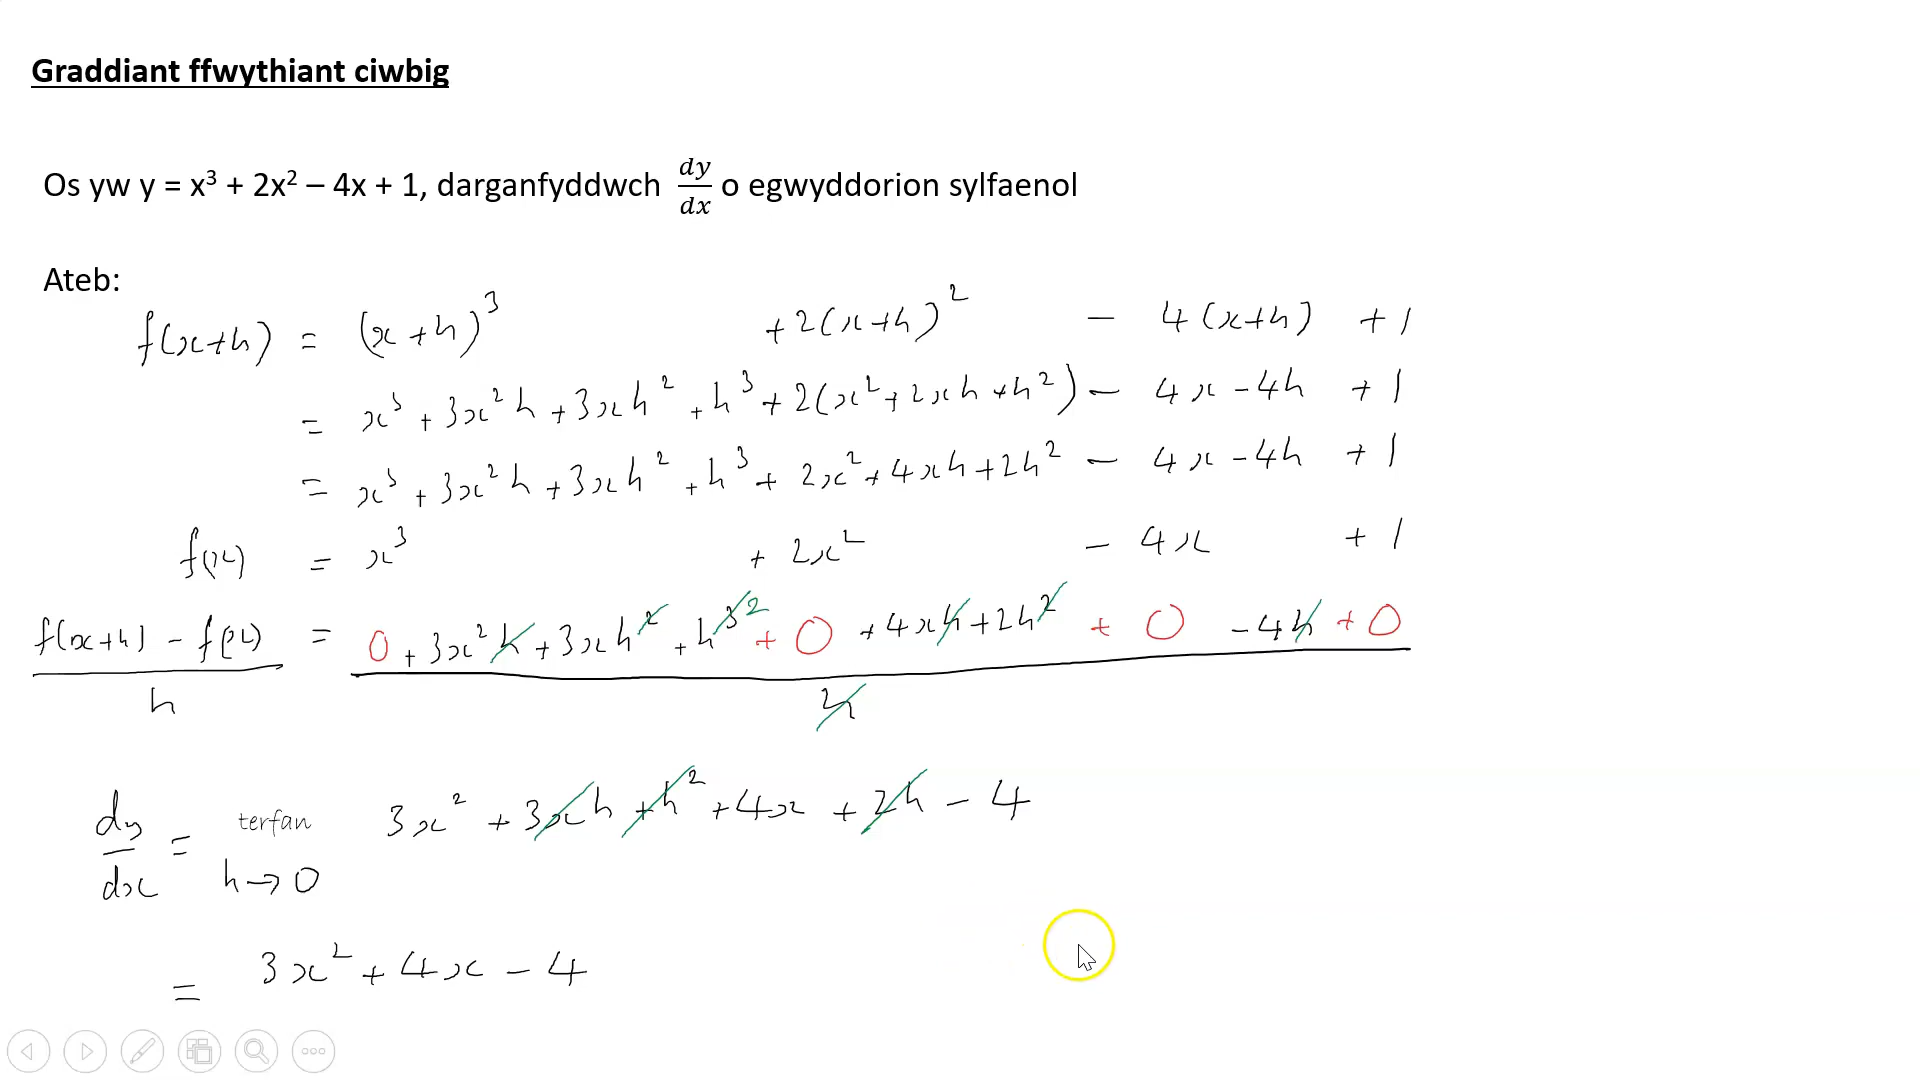 Graddiant ffwythiant ciwbig
Os yw y = x³ + 2x² – 4x + 1, darganfyddwch dy/dx o egwyddorion sylfaenol
Ateb:
f(x+h) = (x+h)³ + 2(x+h)² – 4(x+h) + 1
= x³ + 3x²h + 3xh² + h³ + 2(x² + 2xh + h²) – 4x – 4h + 1
= x³ + 3x²h + 3xh² + h³ + 2x² + 4xh + 2h² – 4x – 4h + 1
f(x) = x³ + 2x² – 4x + 1
f(x+h) – f(x) = 0 + 3x²h + 3xh² + h³ ² + 0 + 4xh + 2h² + 0 – 4h + 0
h h
dy/dx = terfan 3x² + 3xh + h² + 4x + 2h – 4
h→0
= 3x² + 4x – 4